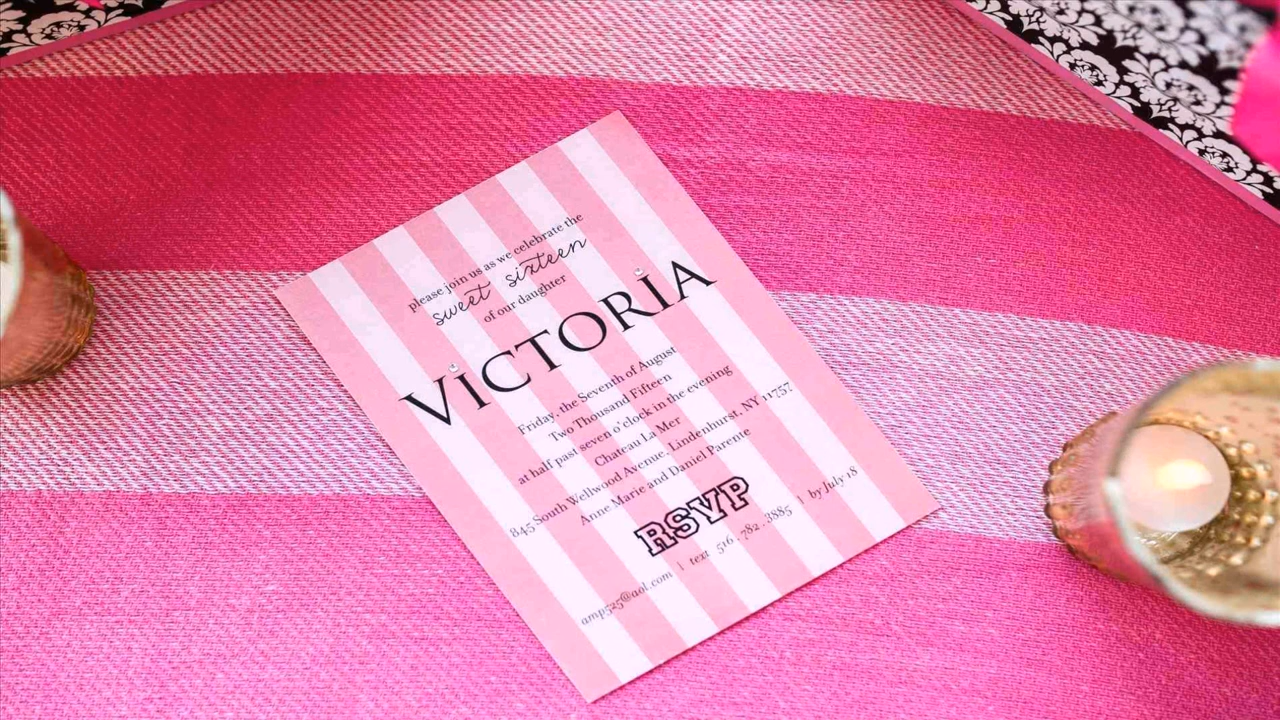 please join us as we celebrate the
sweet sixteen
of our daughter
VICTORIA
Friday, the Seventh of August
Two Thousand Fifteen
at half past seven o'clock in the evening
Chateau La Mer
845 South Wellwood Avenue, Lindenhurst, NY 11757
Anne Marie and Daniel Parente
RSVP
amp525@aol.com | text 516 . 782 . 3885 | by July 18